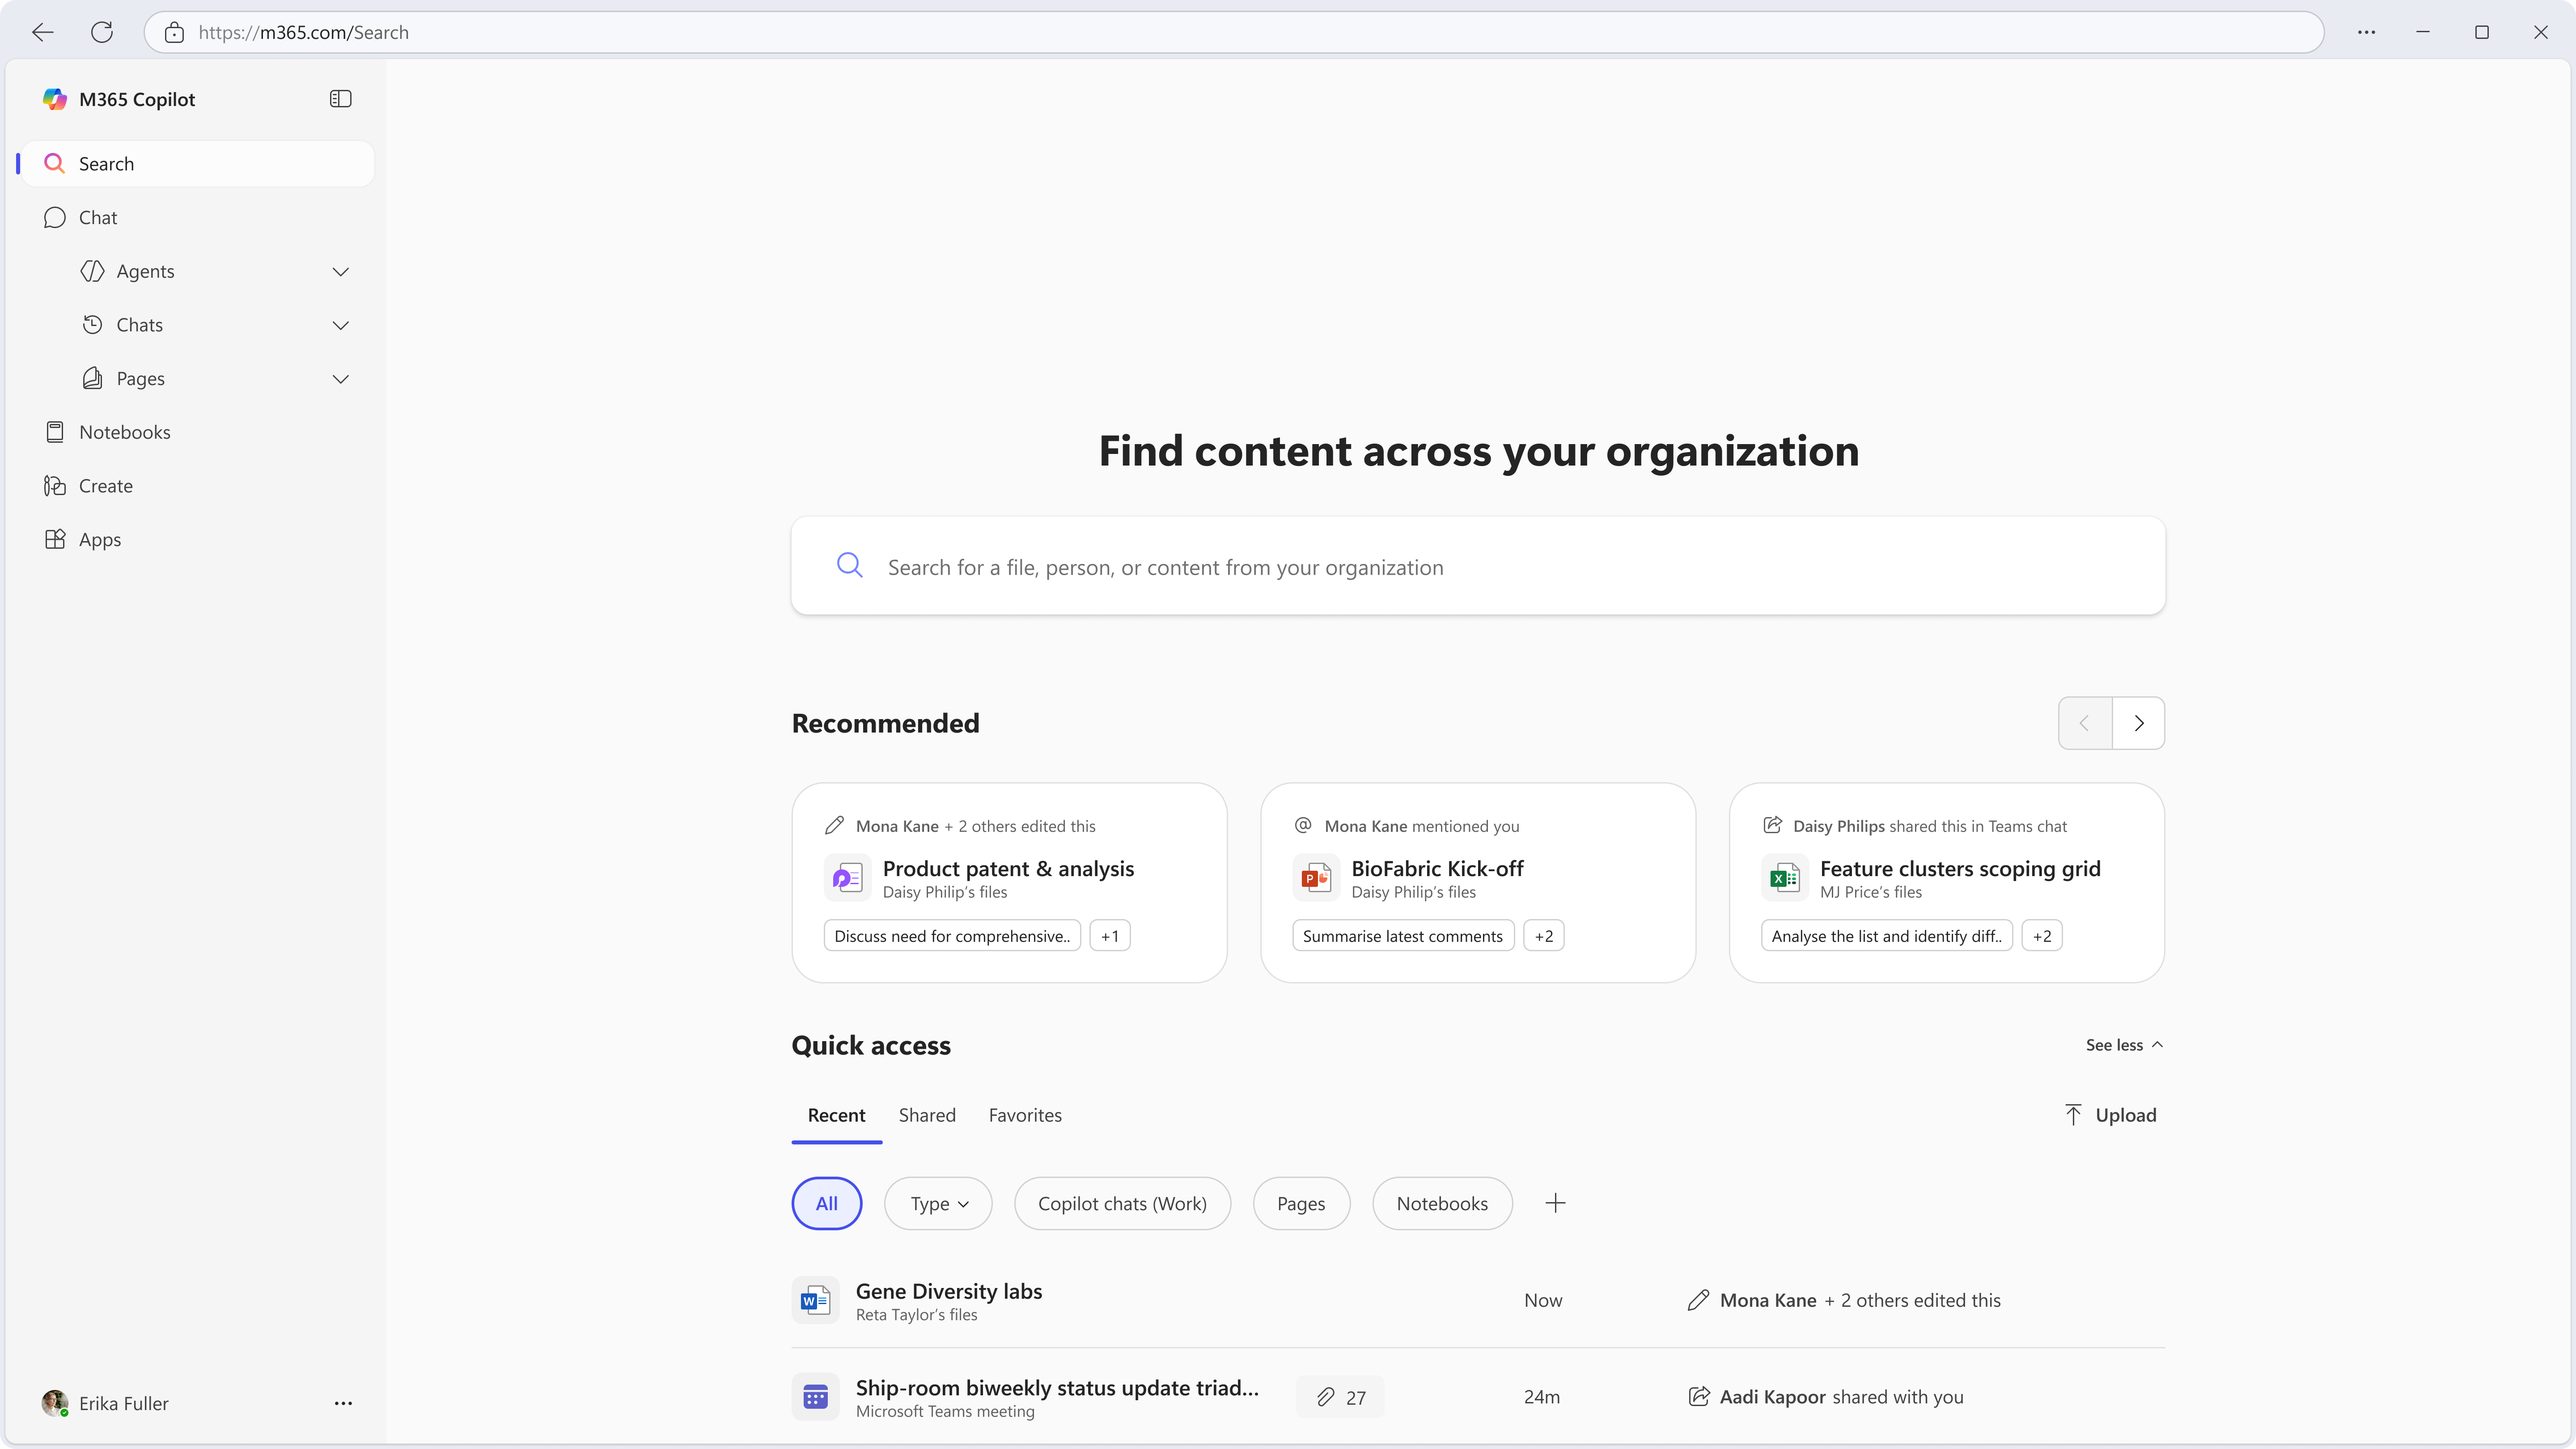 https://m365.com/Search
M365 Copilot
Search
Chat
Agents
Chats
Pages
Notebooks
Create
Apps
Erika Fuller
Find content across your organization
Search for a file, person, or content from your organization
Recommended
Mona Kane + 2 others edited this
Product patent & analysis
Daisy Philip's files
Discuss need for comprehensive.. +1
@ Mona Kane mentioned you
BioFabric Kick-off
Daisy Philip's files
Summarise latest comments +2
Daisy Philips shared this in Teams chat
Feature clusters scoping grid
MJ Price's files
Analyse the list and identify diff.. +2
Quick access
See less
Recent Shared Favorites
Upload
All Type Copilot chats (Work) Pages Notebooks
Gene Diversity labs
Reta Taylor's files
Now
Mona Kane + 2 others edited this
Ship-room biweekly status update triad...
Microsoft Teams meeting
27
24m
Aadi Kapoor shared with you